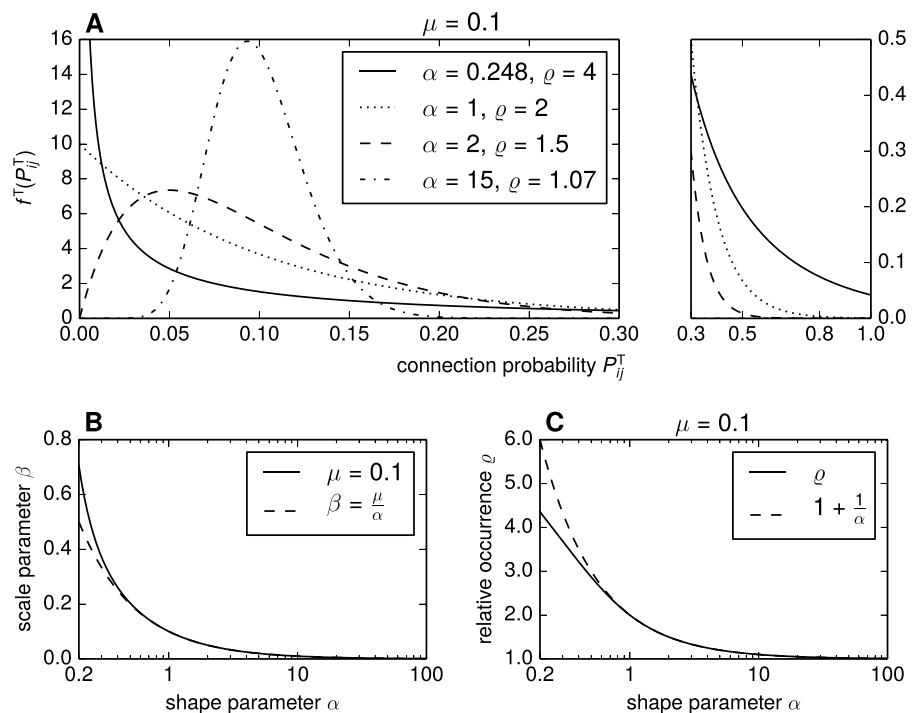 A
μ = 0.1
16
14
12
10
8
6
4
2
0
f^T(P_ij^T)
α = 0.248, ϱ = 4
α = 1, ϱ = 2
α = 2, ϱ = 1.5
α = 15, ϱ = 1.07
0.00 0.05 0.10 0.15 0.20 0.25 0.30
0.5
0.4
0.3
0.2
0.1
0.0
0.3 0.5 0.8 1.0
connection probability P_ij^T
B
0.8
0.6
0.4
0.2
0.0
scale parameter β
μ = 0.1
β = μ/α
0.2 1 10 100
shape parameter α
C
μ = 0.1
6.0
5.0
4.0
3.0
2.0
1.0
relative occurrence ϱ
ϱ
1 + 1/α
0.2 1 10 100
shape parameter α